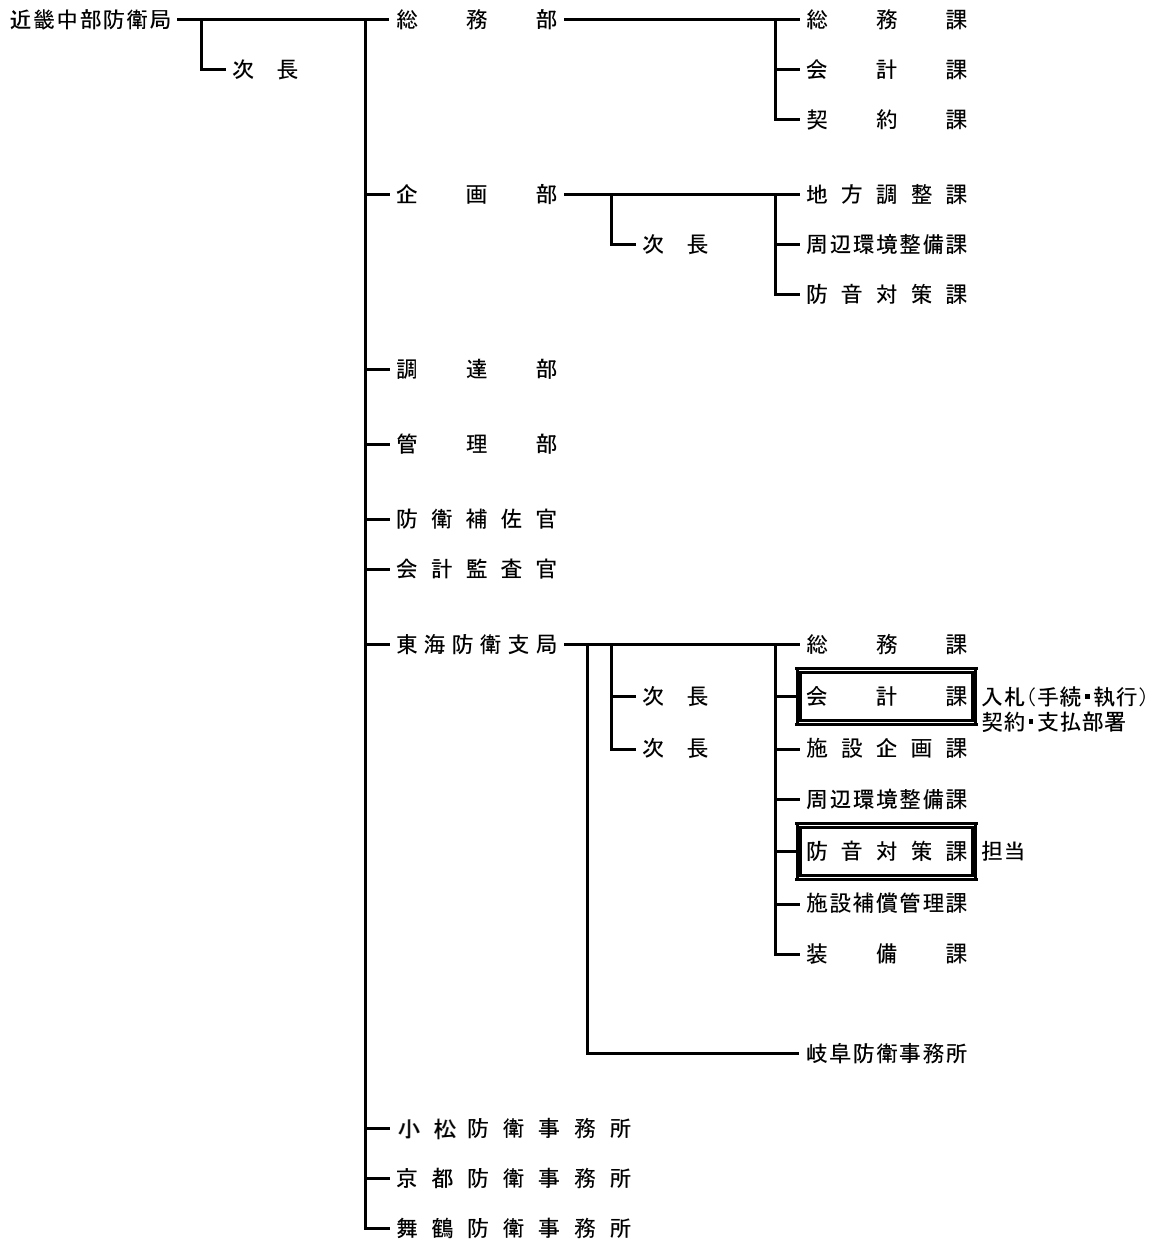 近畿中部防衛局 総務部 総務課
次長 会計課
契約課
企画部 地方調整課
次長 周辺環境整備課
防音対策課
調達部
管理部
防衛補佐官
会計監査官
東海防衛支局 総務課
次長 会計課 入札(手続・執行)
契約・支払部署
次長 施設企画課
周辺環境整備課
防音対策課 担当
施設補償管理課
装備課
岐阜防衛事務所
小松防衛事務所
京都防衛事務所
舞鶴防衛事務所